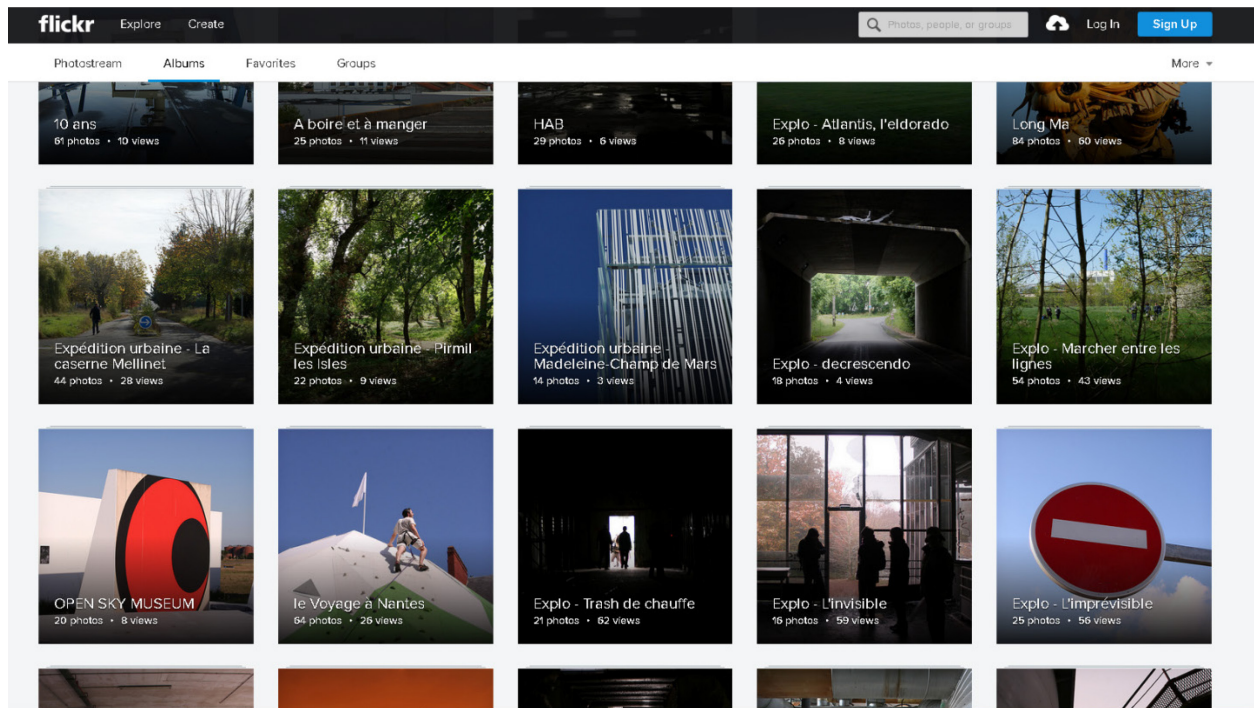 flickr Explore Create Photos, people, or groups Log In Sign Up
Photostream Albums Favorites Groups More
10 ans
61 photos • 10 views
A boire et à manger
25 photos • 11 views
HAB
29 photos • 6 views
Explo - Atlantis, l'eldorado
26 photos • 8 views
Long Ma
84 photos • 60 views
Expédition urbaine - La
caserne Mellinet
44 photos • 28 views
Expédition urbaine - Pirmil
les Isles
22 photos • 9 views
Expédition urbaine -
Madeleine-Champ de Mars
14 photos • 3 views
Explo - decrescendo
18 photos • 4 views
Explo - Marcher entre les
lignes
54 photos • 43 views
OPEN SKY MUSEUM
20 photos • 8 views
le Voyage à Nantes
64 photos • 26 views
Explo - Trash de chauffe
21 photos • 62 views
Explo - L'invisible
16 photos • 59 views
Explo - L'imprévisible
25 photos • 56 views